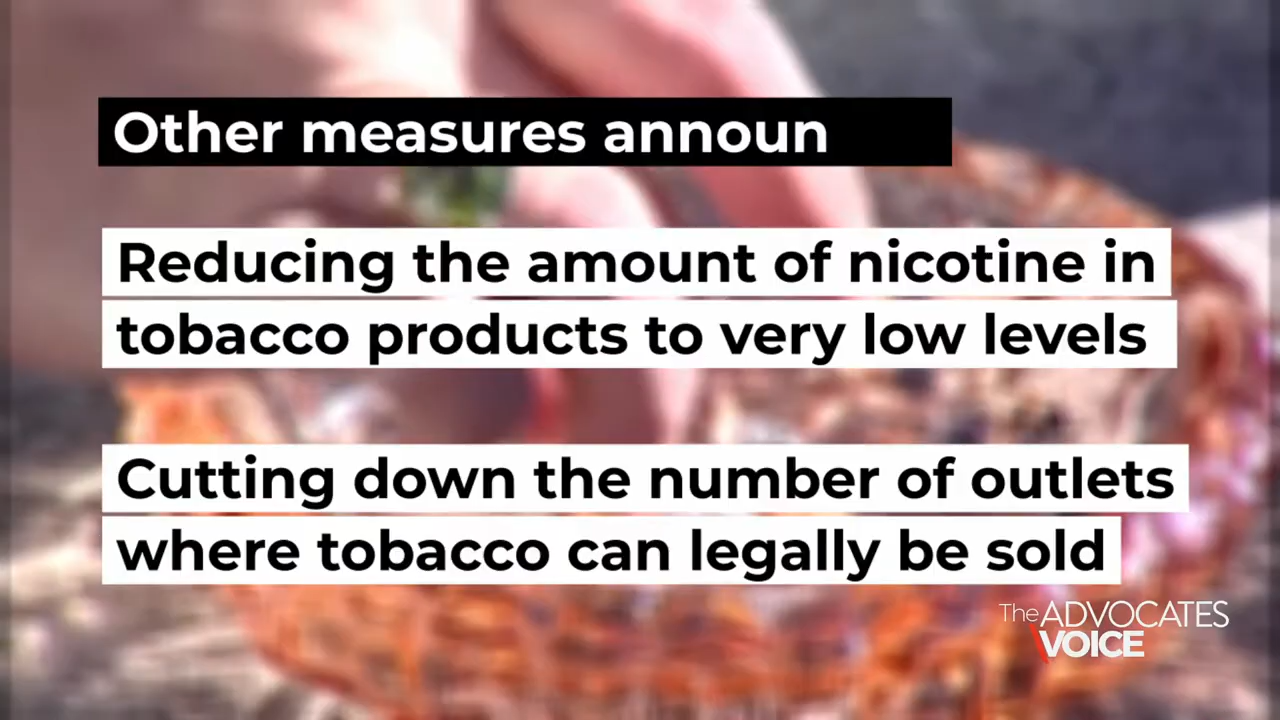 Other measures announ
Reducing the amount of nicotine in
tobacco products to very low levels
Cutting down the number of outlets
where tobacco can legally be sold
The ADVOCATES
VOICE